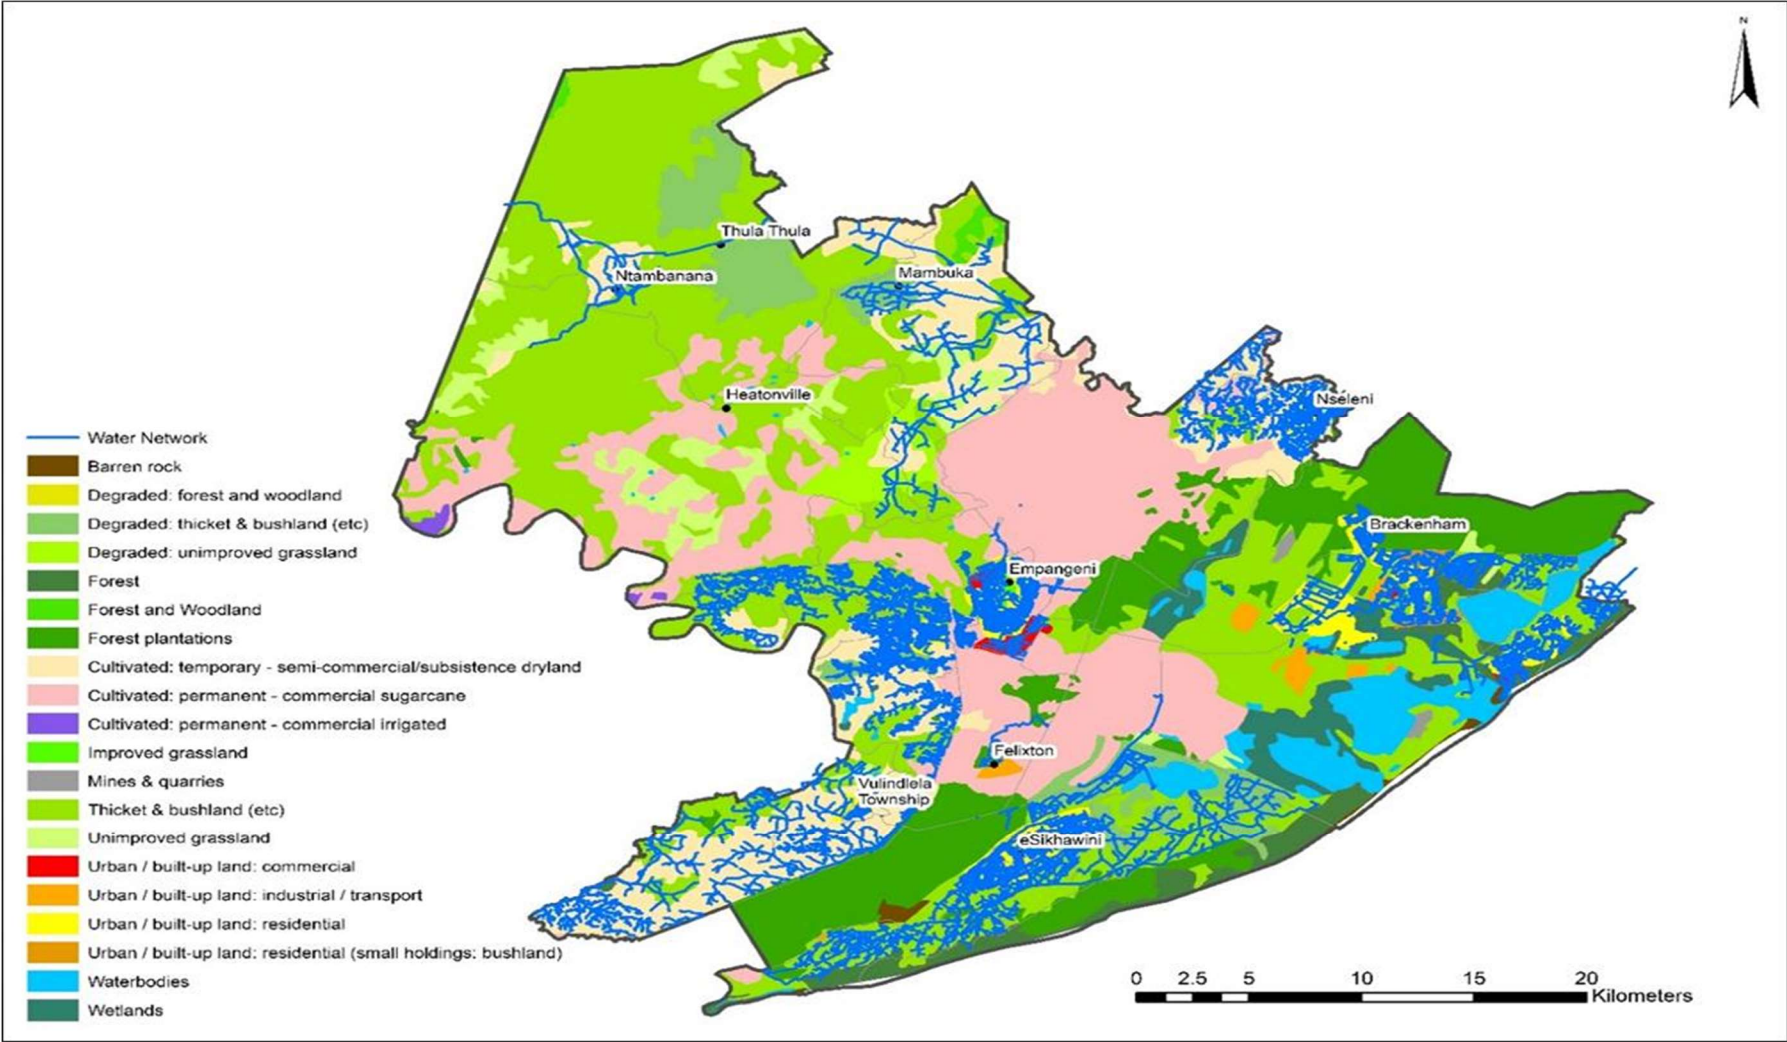 N
Thula Thula
Ntambanana
Mambuka
Heatonville
Nseleni
Brackenham
Empangeni
Felixton
Vulindlela
Township
eSikhawini
Water Network
Barren rock
Degraded: forest and woodland
Degraded: thicket & bushland (etc)
Degraded: unimproved grassland
Forest
Forest and Woodland
Forest plantations
Cultivated: temporary - semi-commercial/subsistence dryland
Cultivated: permanent - commercial sugarcane
Cultivated: permanent - commercial irrigated
Improved grassland
Mines & quarries
Thicket & bushland (etc)
Unimproved grassland
Urban / built-up land: commercial
Urban / built-up land: industrial / transport
Urban / built-up land: residential
Urban / built-up land: residential (small holdings: bushland)
Waterbodies
Wetlands
0 2.5 5 10 15 20
Kilometers